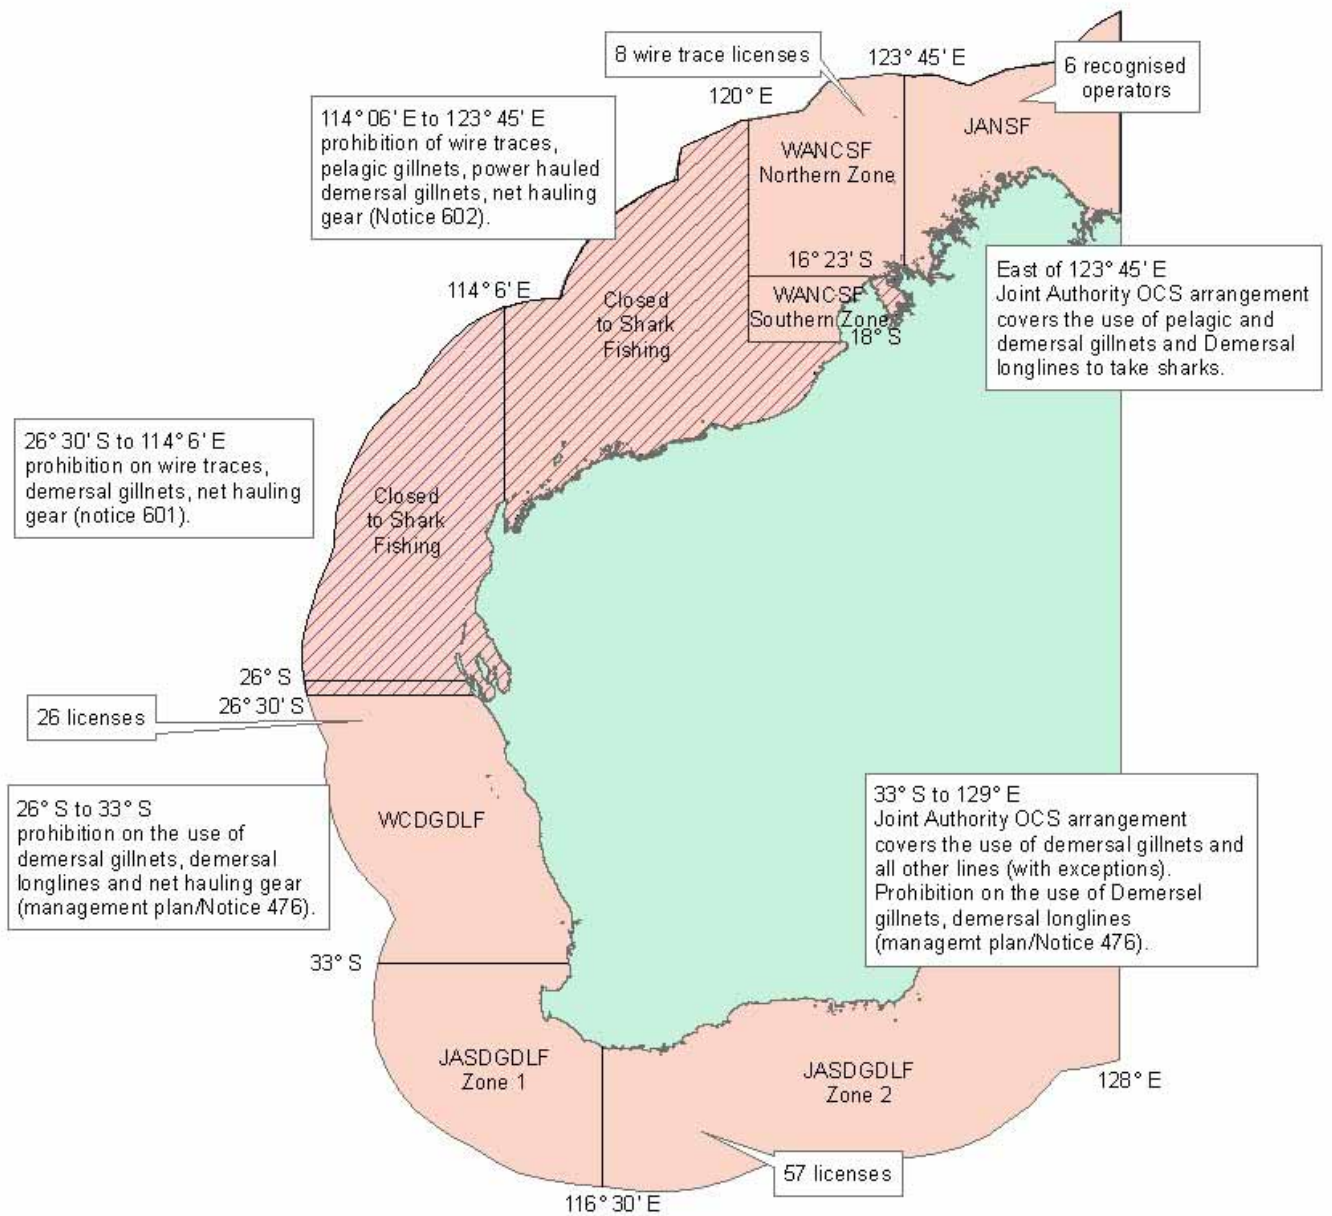 8 wire trace licenses
123° 45' E
6 recognised
operators
120° E
114° 06' E to 123° 45' E
prohibition of wire traces,
pelagic gillnets, power hauled
demersal gillnets, net hauling
gear (Notice 602).
JANSF
WANCSF
Northern Zone
16° 23' S
East of 123° 45' E
Joint Authority OCS arrangement
covers the use of pelagic and
demersal gillnets and Demersal
longlines to take sharks.
114° 6' E
Closed
to Shark
Fishing
WANCSF
Southern Zone
18° S
26° 30' S to 114° 6' E
prohibition on wire traces,
demersal gillnets, net hauling
gear (notice 601).
Closed
to Shark
Fishing
26° S
26° 30' S
26 licenses
26° S to 33° S
prohibition on the use of
demersal gillnets, demersal
longlines and net hauling gear
(management plan/Notice 476).
WCDGDLF
33° S to 129° E
Joint Authority OCS arrangement
covers the use of demersal gillnets and
all other lines (with exceptions).
Prohibition on the use of Demersel
gillnets, demersal longlines
(managemt plan/Notice 476).
33° S
JASDGDLF
Zone 1
JASDGDLF
Zone 2
128° E
57 licenses
116° 30' E